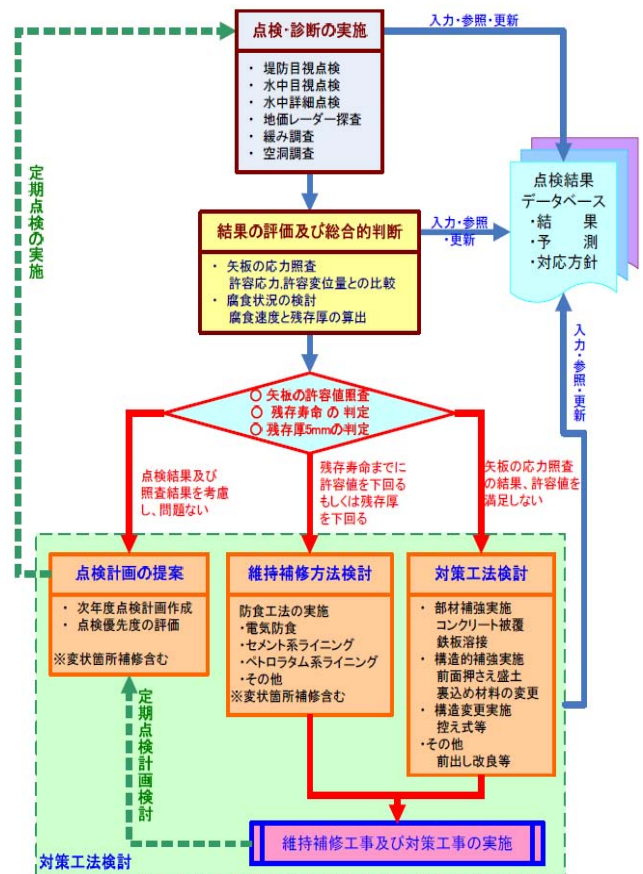 点検・診断の実施
・ 堤防目視点検
・ 水中目視点検
・ 水中詳細点検
・ 地価レーダー探査
・ 緩み調査
・ 空洞調査
入力・参照・更新
定期点検の実施
点検結果
データベース
・結　果
・予　測
・対応方針
結果の評価及び総合的判断
・ 矢板の応力照査
許容応力,許容変位量との比較
・ 腐食状況の検討
腐食速度と残存厚の算出
入力・参照
・更新
入力・参照・更新
○ 矢板の許容値照査
○ 残存寿命 の 判定
○ 残存厚5mmの判定
点検結果及び
照査結果を考慮
し、問題ない
残存寿命までに
許容値を下回る
もしくは残存厚
を下回る
矢板の応力照査
の結果、許容値を
満足しない
点検計画の提案
・ 次年度点検計画作成
・ 点検優先度の評価
※変状箇所補修含む
維持補修方法検討
防食工法の実施
・電気防食
・セメント系ライニング
・ペトロラタム系ライニング
・その他
※変状箇所補修含む
対策工法検討
・ 部材補強実施
コンクリート被覆
鉄板溶接
・ 構造的補強実施
前面押さえ盛土
裏込め材料の変更
・ 構造変更実施
控え式等
・その他
前出し改良等
定期点検計画検討
維持補修工事及び対策工事の実施
対策工法検討